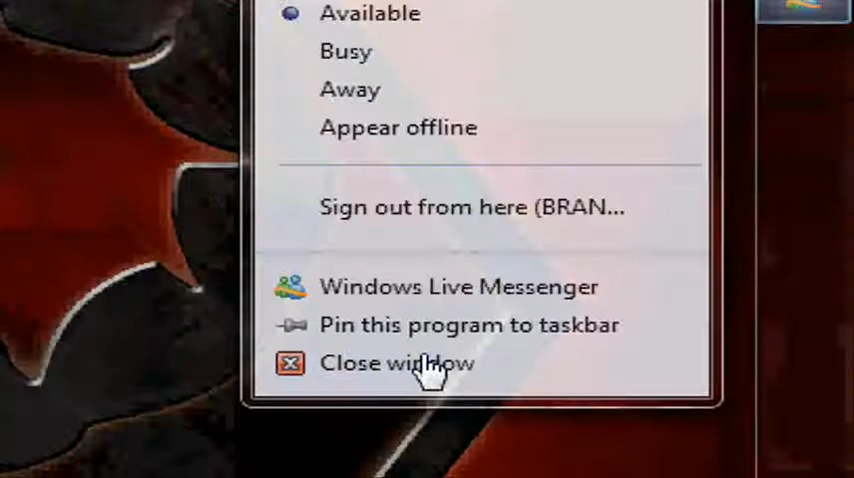 Available
Busy
Away
Appear offline
Sign out from here (BRAN...
Windows Live Messenger
Pin this program to taskbar
Close window